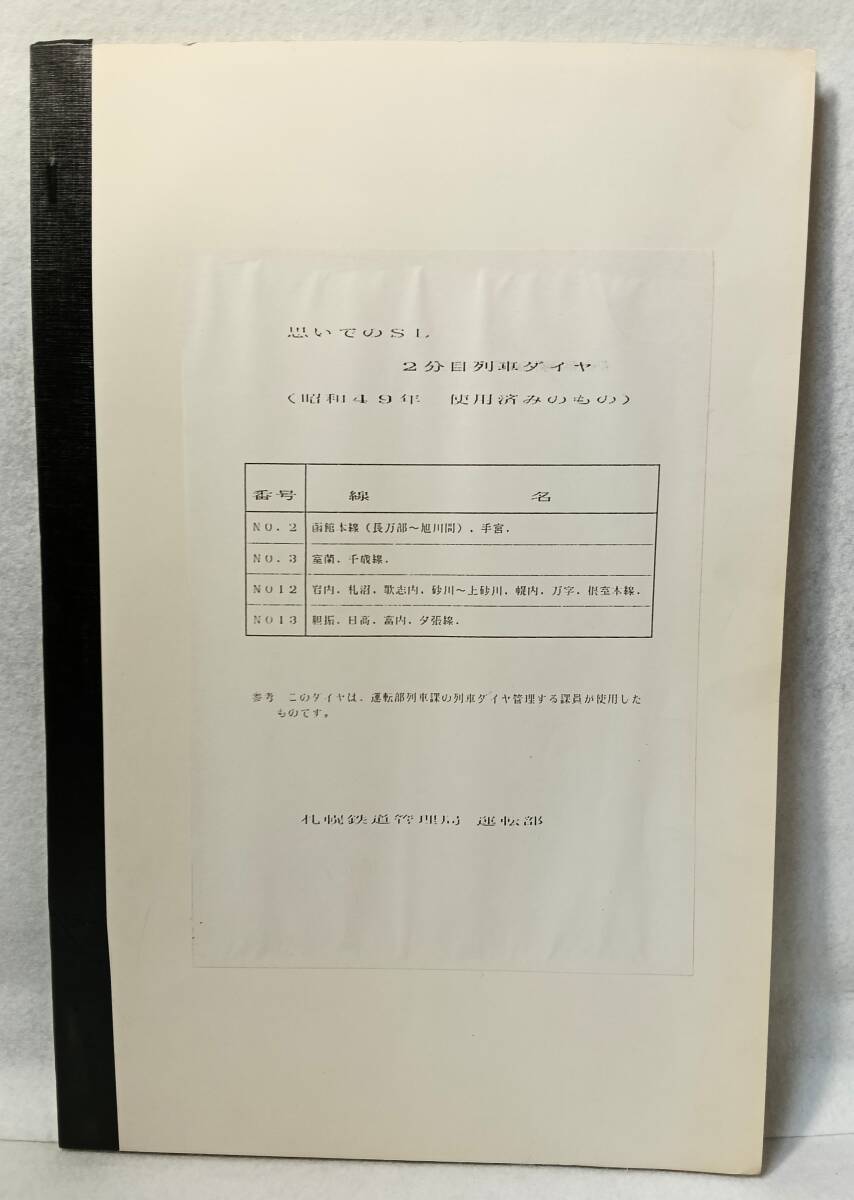 思いでのSL
2分目列車ダイヤ
(昭和49年 使用済みのもの)
番号 線名
NO.2 函館本線(長万部~旭川間).手宮.
NO.3 室蘭.千歳線.
NO12 岩内.札沼.歌志内.砂川~上砂川.幌内.万字.根室本線.
NO13 胆振.日高.富内.夕張線.
参考 このダイヤは.運転部列車課の列車ダイヤ管理する課員が使用した
ものです。
札幌鉄道管理局 運転部